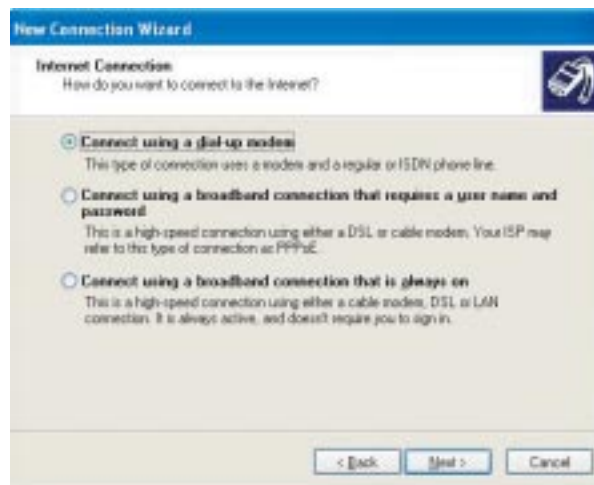 New Connection Wizard
Internet Connection
How do you want to connect to the Internet?
Connect using a dial-up modem
This type of connection uses a modem and a regular or ISDN phone line.
Connect using a broadband connection that requires a user name and
password
This is a high-speed connection using either a DSL or cable modem. Your ISP may
refer to this type of connection as PPPoE.
Connect using a broadband connection that is always on
This is a high-speed connection using either a cable modem, DSL or LAN
connection. It is always active, and doesn't require you to sign in.
< Back
Next >
Cancel